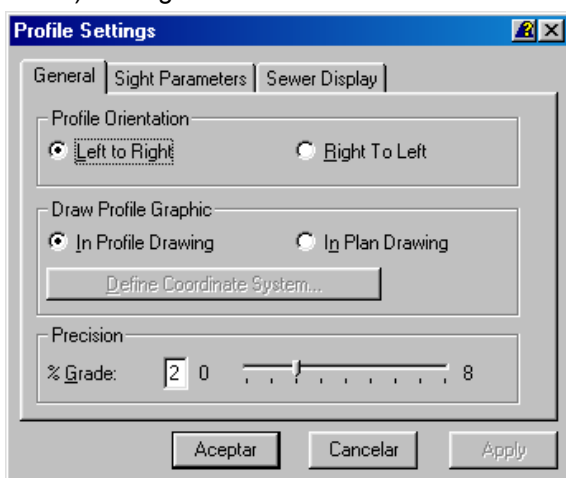 Profile Settings
General Sight Parameters Sewer Display
Profile Orientation
Left to Right Right To Left
Draw Profile Graphic
In Profile Drawing In Plan Drawing
Define Coordinate System...
Precision
% Grade: 2 0 8
Aceptar Cancelar Apply